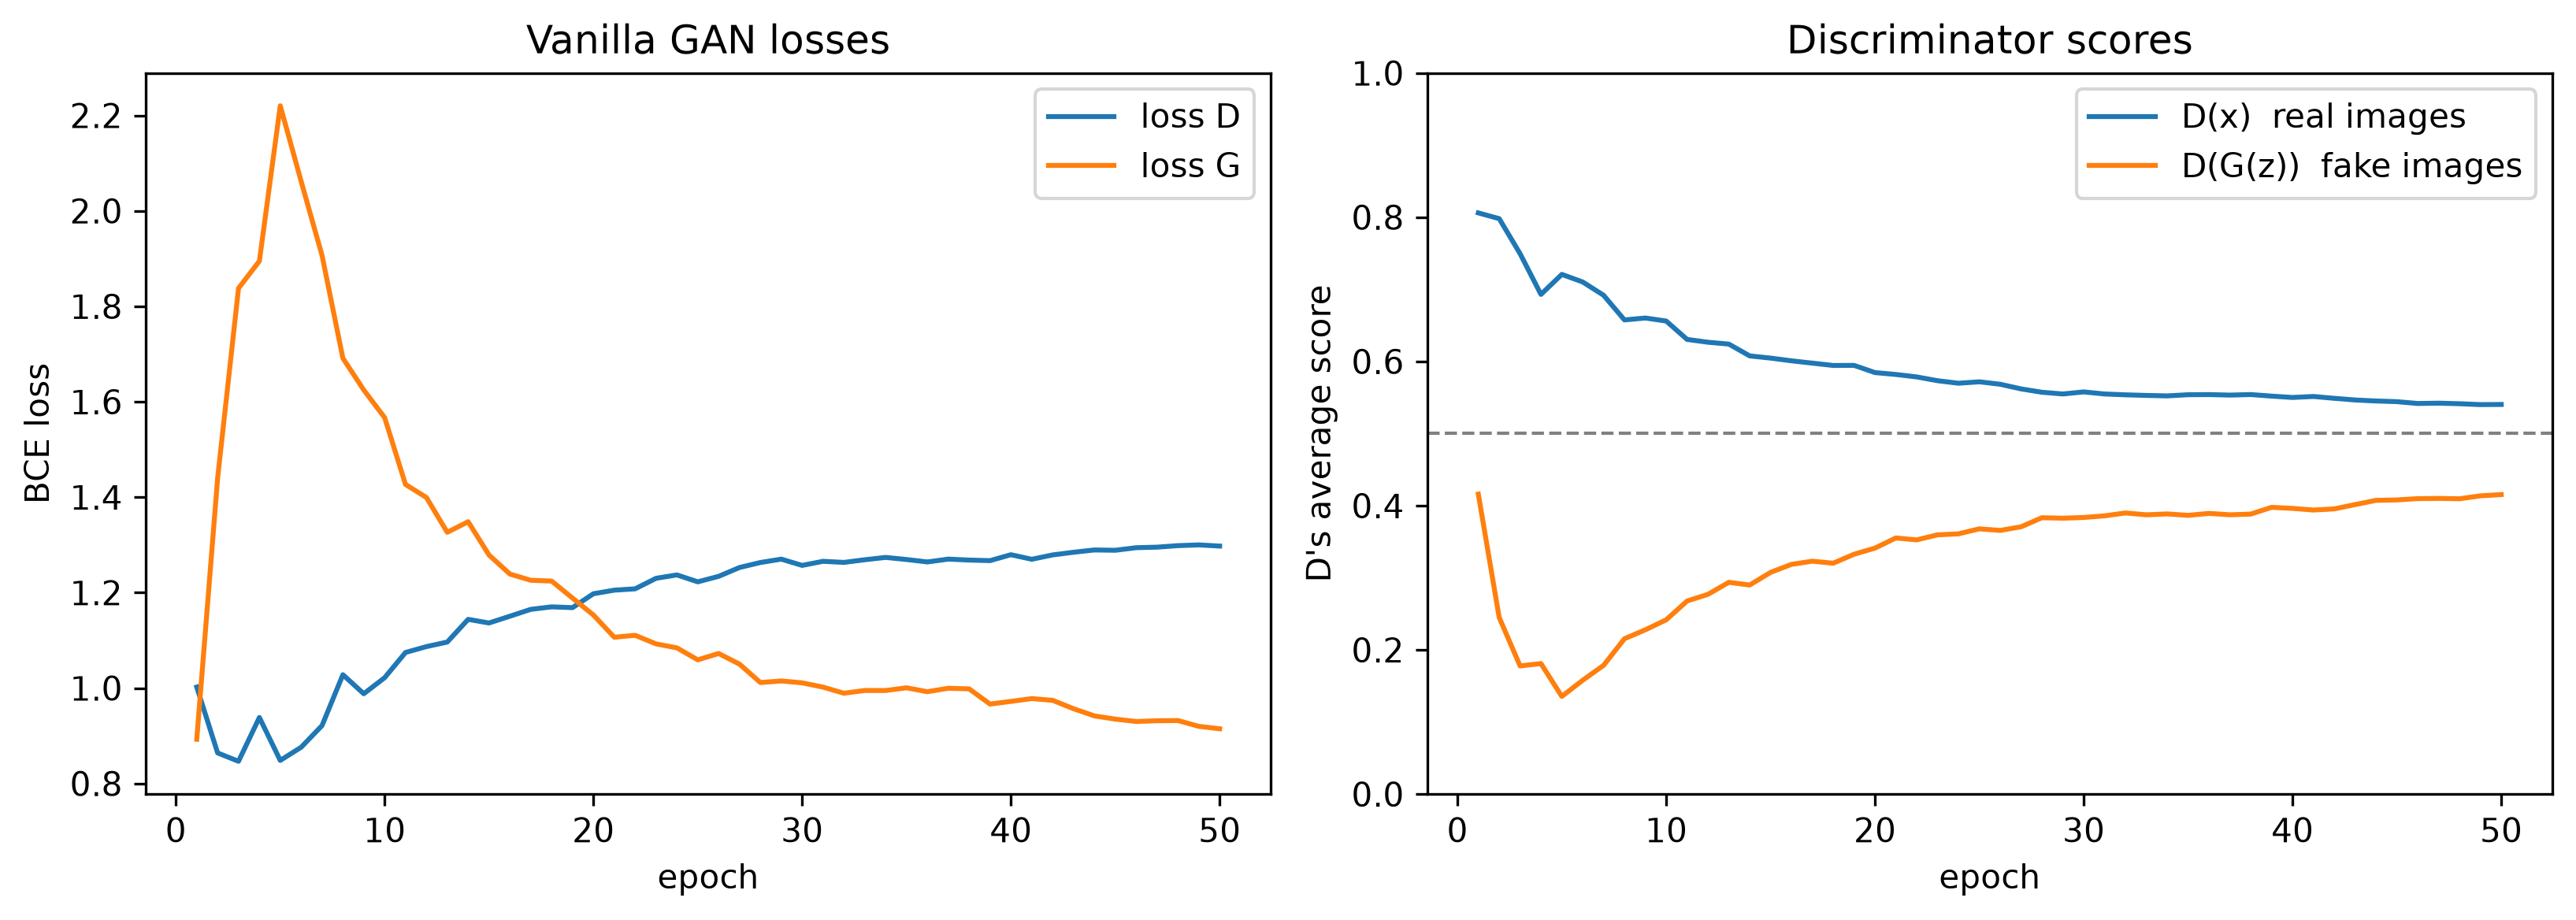 Vanilla GAN losses
BCE loss
2.2
2.0
1.8
1.6
1.4
1.2
1.0
0.8
0 10 20 30 40 50
epoch
loss D
loss G
Discriminator scores
D's average score
1.0
0.8
0.6
0.4
0.2
0.0
0 10 20 30 40 50
epoch
D(x)  real images
D(G(z))  fake images